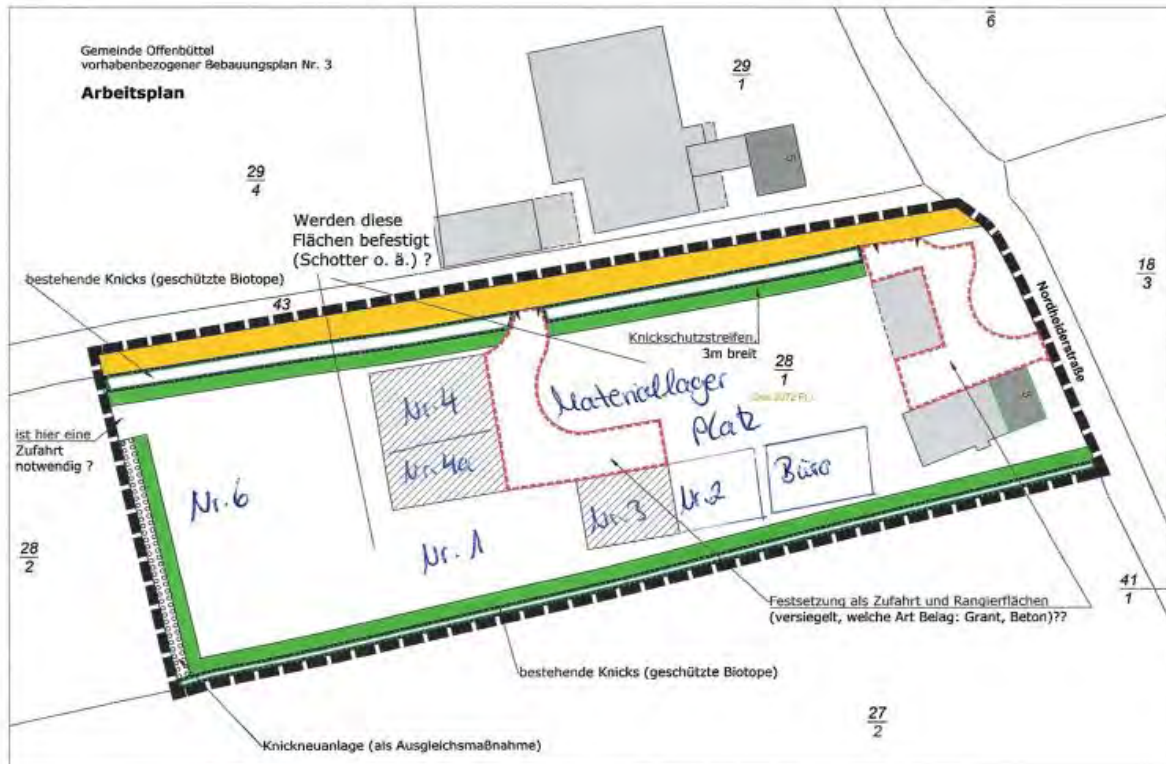 Gemeinde Offenbüttel
vorhabenbezogener Bebauungsplan Nr. 3
Arbeitsplan
6
29
1
29
4
Werden diese
Flächen befestigt
(Schotter o. ä.) ?
bestehende Knicks (geschützte Biotope)
43
5
18
3
Nordheiderstraße
Knickschutzstreifen,
3m breit
28
1
Nr. 4
Materiallager
Platz
ist hier eine
Zufahrt
notwendig ?
Nr. 4a
8
Nr. 6
Nr. 3
Nr. 2
Büro
Nr. 1
28
2
41
1
Festsetzung als Zufahrt und Rangierflächen
(versiegelt, welche Art Belag: Grant, Beton)??
bestehende Knicks (geschützte Biotope)
27
2
Knickneuanlage (als Ausgleichsmaßnahme)